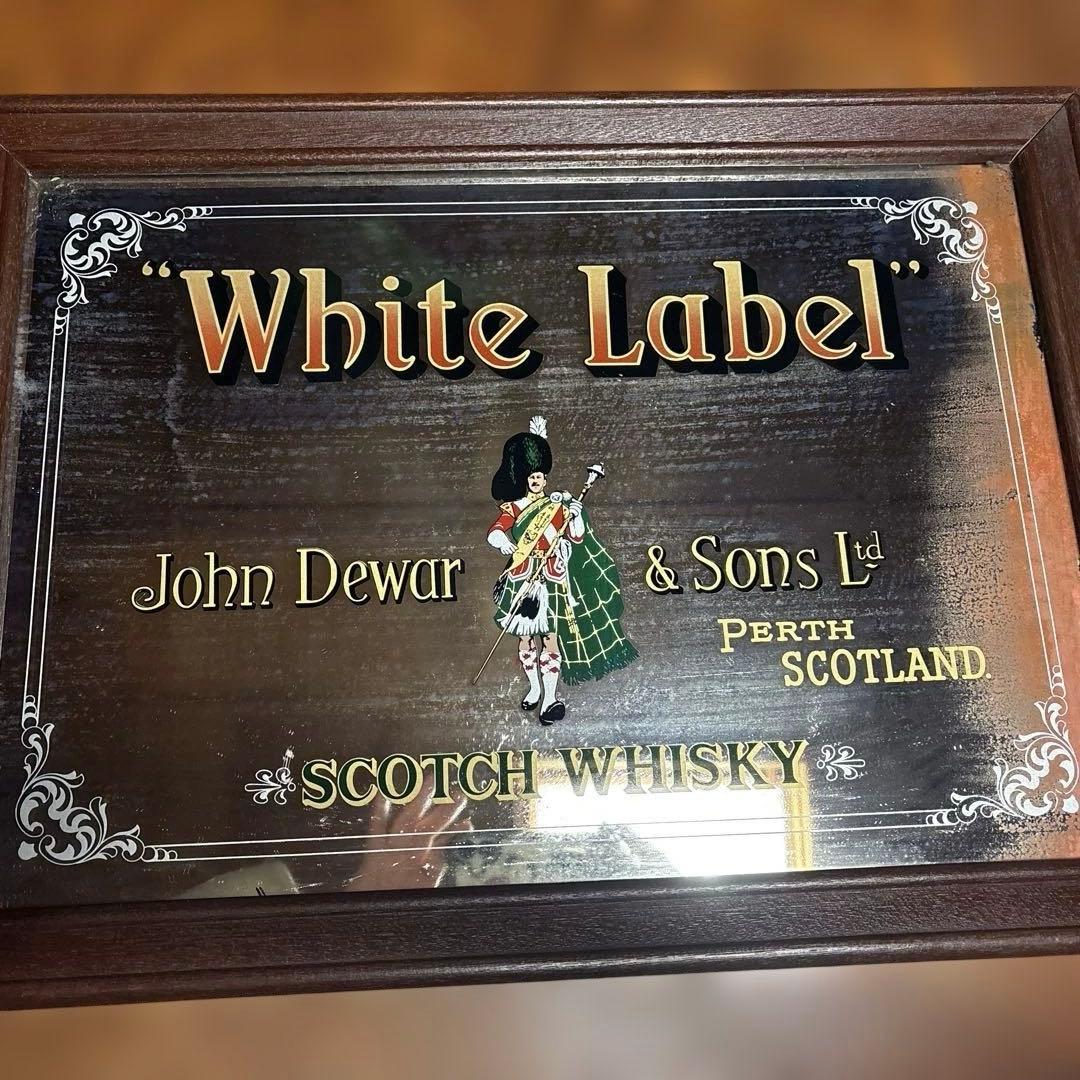 "White Label"
John Dewar & Sons Ltd
PERTH
SCOTLAND.
SCOTCH WHISKY